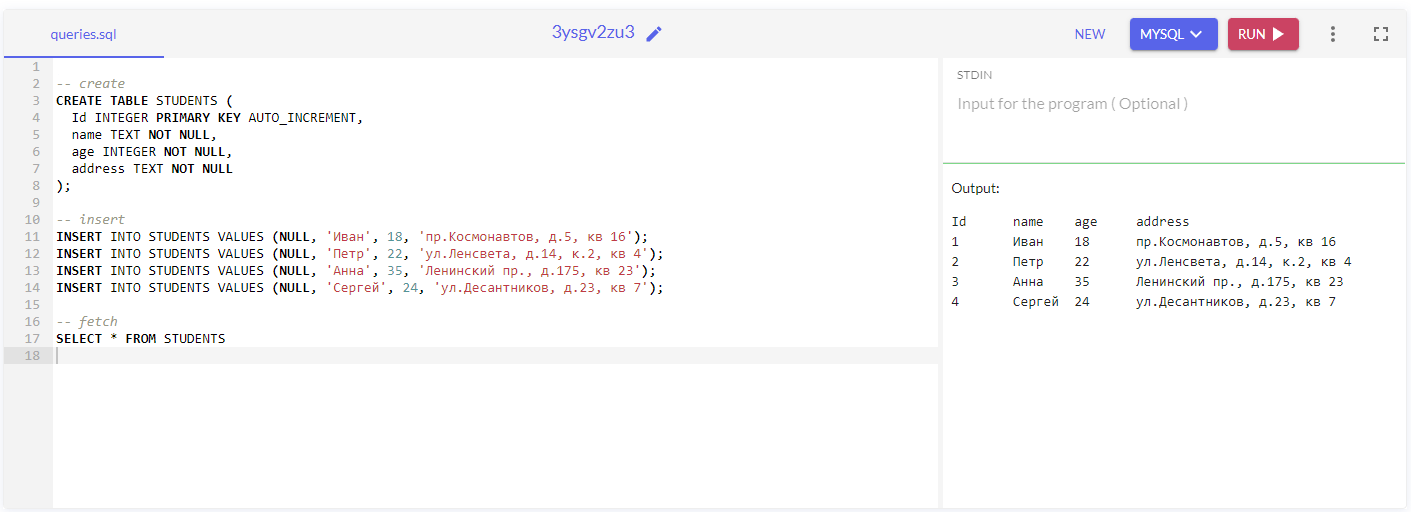 queries.sql
3ysgv2zu3
NEW
MYSQL
RUN
1
2 -- create
3 CREATE TABLE STUDENTS (
4 Id INTEGER PRIMARY KEY AUTO_INCREMENT,
5 name TEXT NOT NULL,
6 age INTEGER NOT NULL,
7 address TEXT NOT NULL
8 );
9
10 -- insert
11 INSERT INTO STUDENTS VALUES (NULL, 'Иван', 18, 'пр.Космонавтов, д.5, кв 16');
12 INSERT INTO STUDENTS VALUES (NULL, 'Петр', 22, 'ул.Ленсвета, д.14, к.2, кв 4');
13 INSERT INTO STUDENTS VALUES (NULL, 'Анна', 35, 'Ленинский пр., д.175, кв 23');
14 INSERT INTO STUDENTS VALUES (NULL, 'Сергей', 24, 'ул.Десантников, д.23, кв 7');
15
16 -- fetch
17 SELECT * FROM STUDENTS
18
STDIN
Input for the program ( Optional )
Output:
Id name age address
1 Иван 18 пр.Космонавтов, д.5, кв 16
2 Петр 22 ул.Ленсвета, д.14, к.2, кв 4
3 Анна 35 Ленинский пр., д.175, кв 23
4 Сергей 24 ул.Десантников, д.23, кв 7